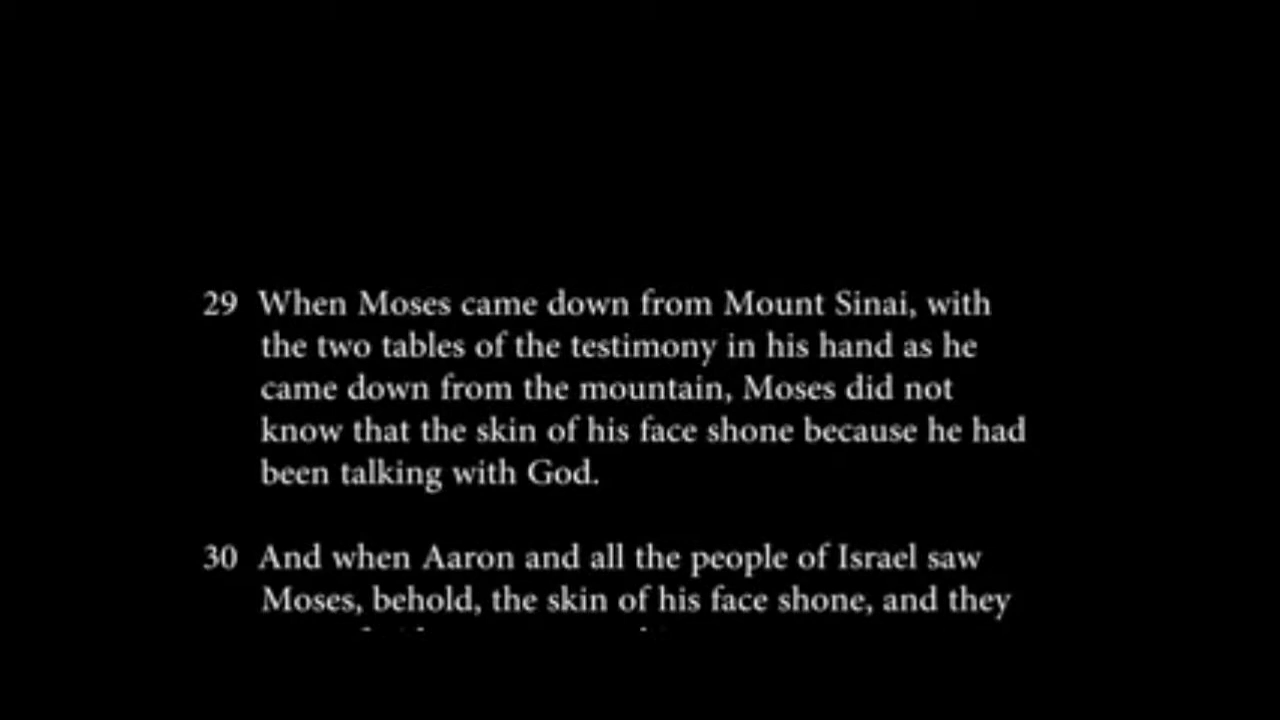 29 When Moses came down from Mount Sinai, with
the two tables of the testimony in his hand as he
came down from the mountain, Moses did not
know that the skin of his face shone because he had
been talking with God.
30 And when Aaron and all the people of Israel saw
Moses, behold, the skin of his face shone, and they